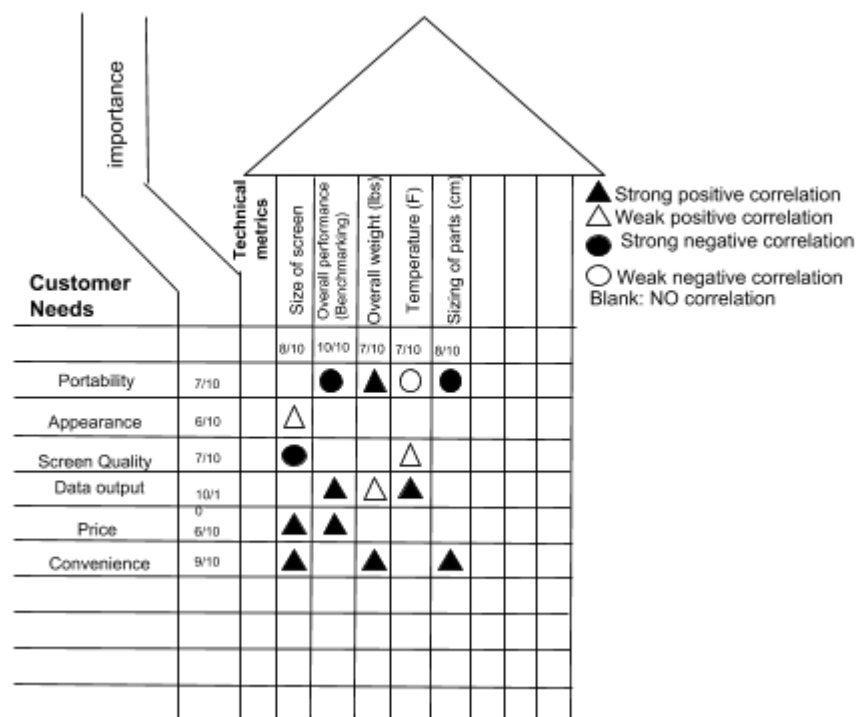 importance
Technical
metrics
Size of screen
Overall performance
(Benchmarking)
Overall weight (lbs)
Temperature (F)
Sizing of parts (cm)
Strong positive correlation
Weak positive correlation
Strong negative correlation
Weak negative correlation
Blank: NO correlation
Customer
Needs
8/10 10/10 7/10 7/10 8/10
Portability 7/10
Appearance 6/10
Screen Quality 7/10
Data output 10/1
0
Price 6/10
Convenience 9/10